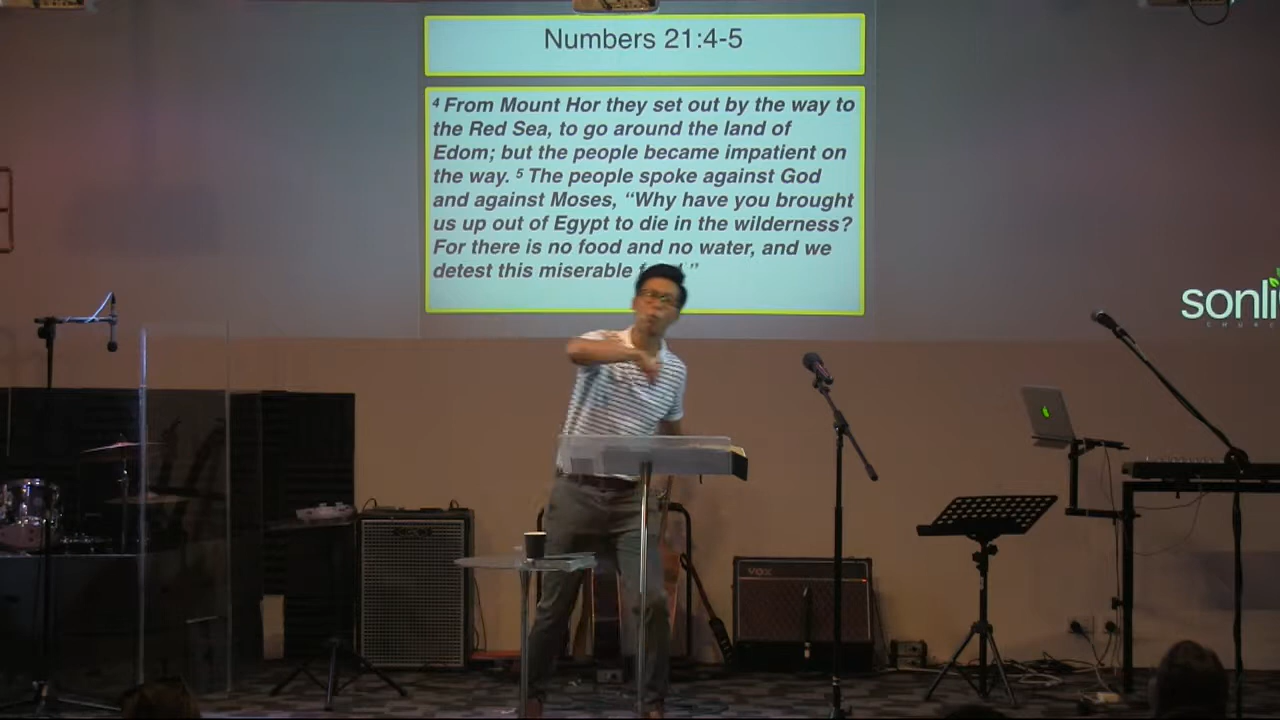 Numbers 21:4-5
4 From Mount Hor they set out by the way to
the Red Sea, to go around the land of
Edom; but the people became impatient on
the way. 5 The people spoke against God
and against Moses, “Why have you brought
us up out of Egypt to die in the wilderness?
For there is no food and no water, and we
detest this miserable ”
sonli
VOX